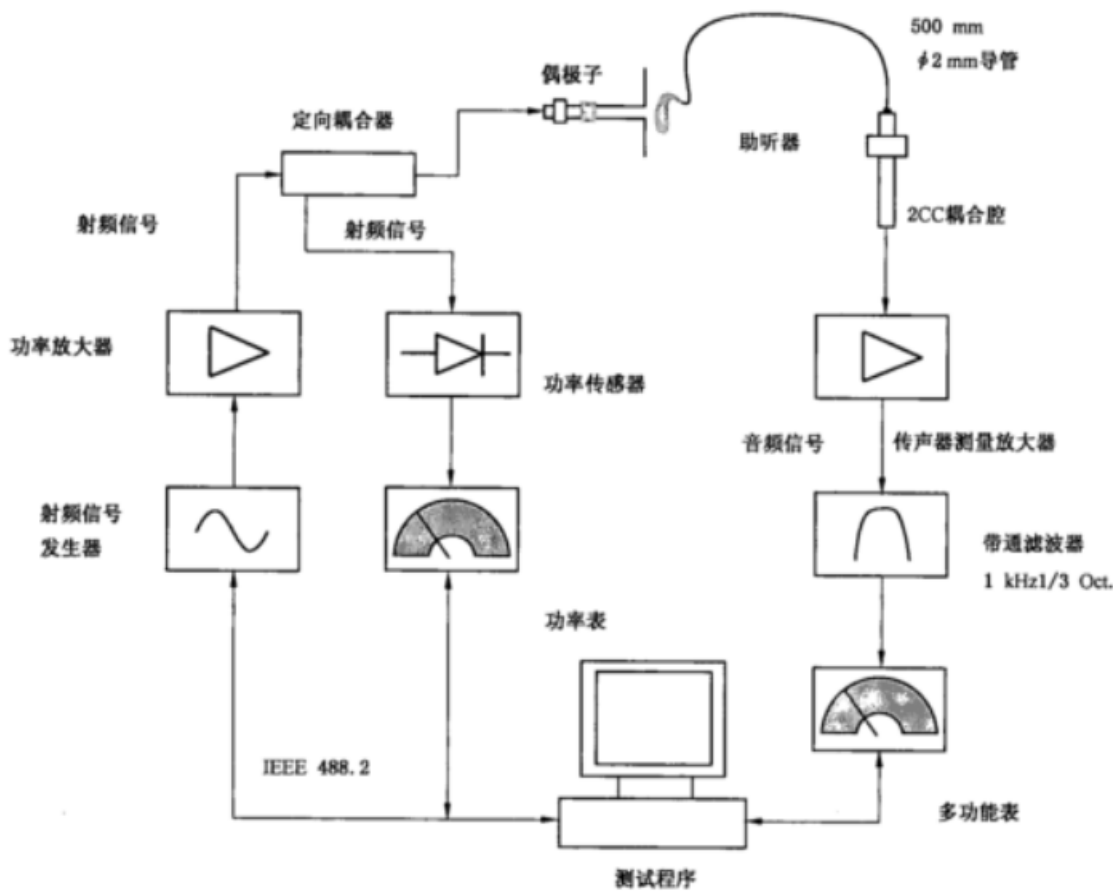 500 mm
φ2 mm导管
偶极子
定向耦合器
助听器
射频信号
射频信号
2CC耦合腔
功率放大器
功率传感器
音频信号
传声器测量放大器
射频信号
发生器
带通滤波器
1 kHz1/3 Oct.
功率表
IEEE 488.2
多功能表
测试程序